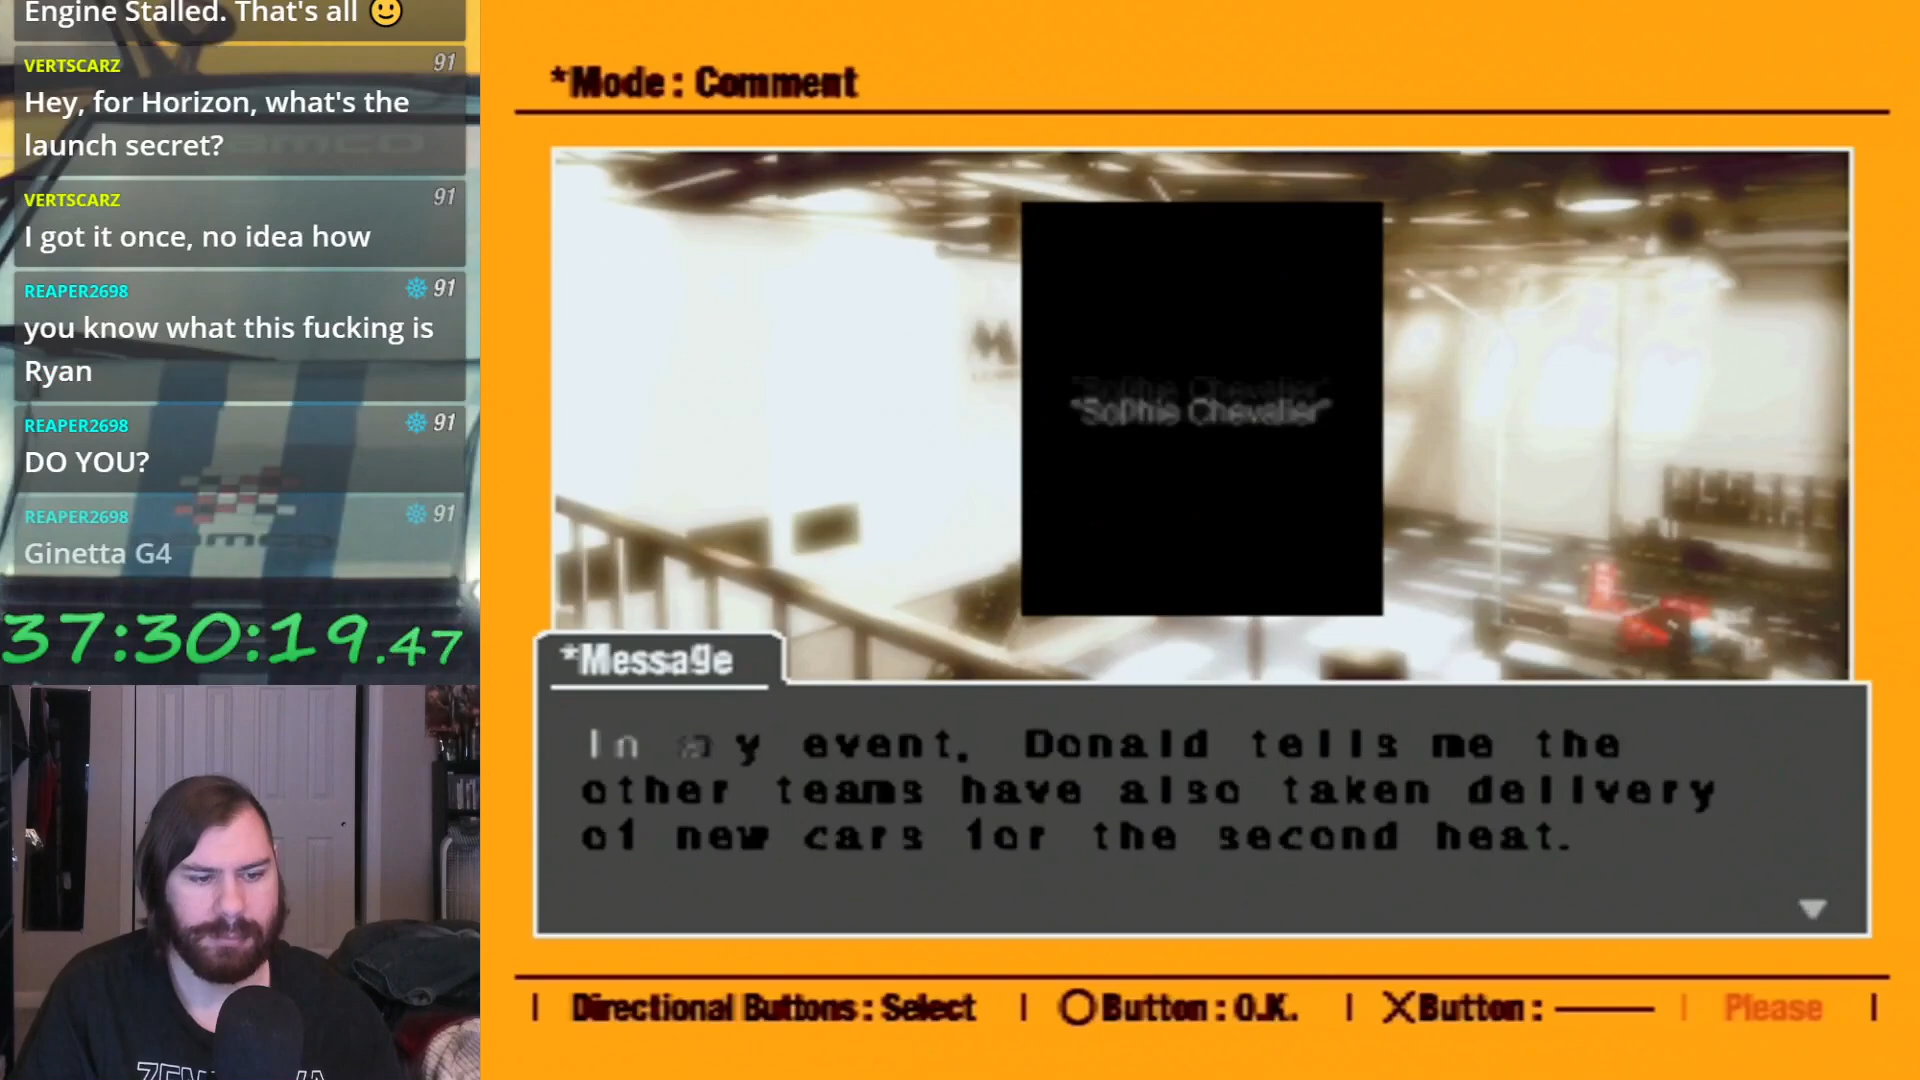 Engine Stalled. That's all 🙂
VERTSCARZ 91
Hey, for Horizon, what's the
launch secret?
VERTSCARZ 91
I got it once, no idea how
REAPER2698 91
you know what this fucking is
Ryan
REAPER2698 91
DO YOU?
REAPER2698 91
Ginetta G4
37:30:19.47
*Mode : Comment
"Sophie Chevalier"
"Sophie Chevalier"
*Message
In any event, Donald tells me the
other teams have also taken delivery
of new cars for the second heat.
Directional Buttons : Select | Button : O.K. | Button : | Please